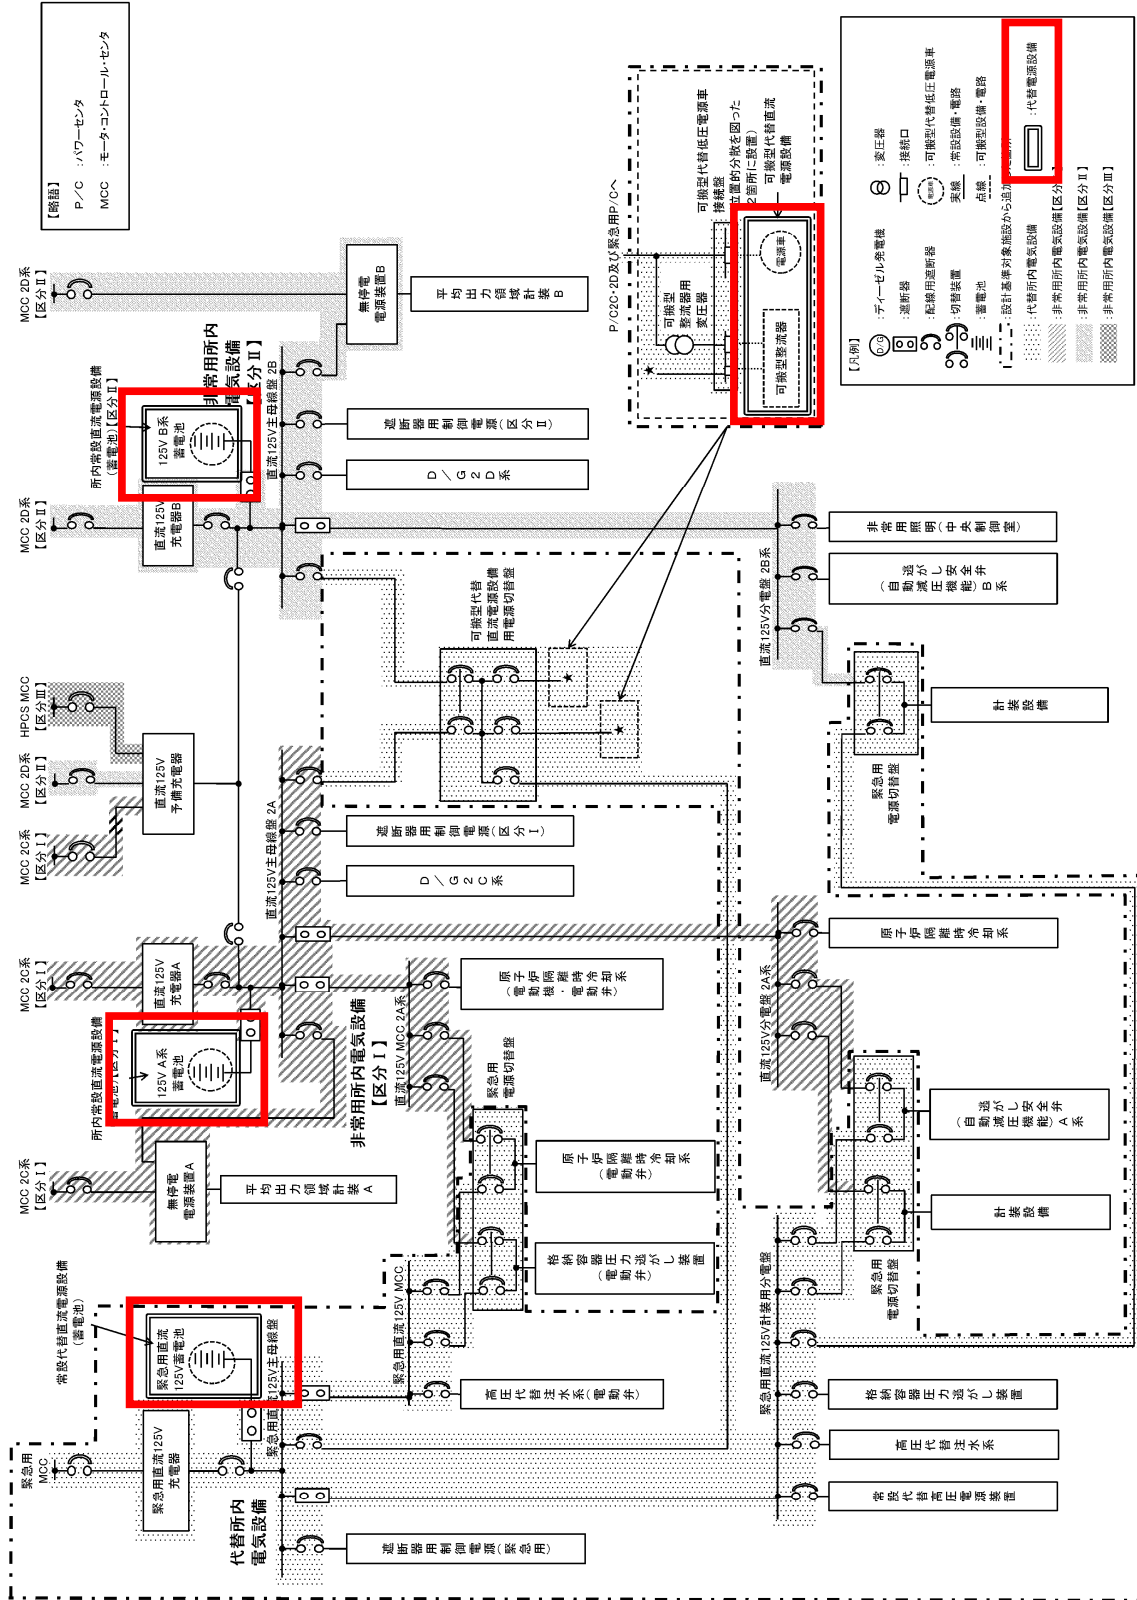 【略語】
P/C :パワーセンタ
MCC :モータ・コントロール・センタ
MCC 2D系
【区分Ⅱ】
無停電
電源装置B
平均出力領域計装B
非常用所内
電気設備
【区分Ⅱ】
所内常設直流電源設備
(蓄電池)【区分Ⅱ】
125V B系
蓄電池
直流125V主母線盤 2B
遮断器用制御電源(区分Ⅱ)
D/G2D系
MCC 2D系
【区分Ⅱ】
直流125V
充電器B
P/C2C・2D及び緊急用P/Cへ
可搬型代替低圧電源車
接続盤
位置的分散を図った
2箇所に設置)
可搬型代替直流
電源設備
可搬型
整流器用
変圧器
★
電源車
可搬型整流器
【凡例】
D/G :ディーゼル発電機
:遮断器
:配線用遮断器
:切替装置
:蓄電池
:設計基準対象施設から追加
:代替所内電気設備
:非常用所内電気設備【区分Ⅰ】
:非常用所内電気設備【区分Ⅱ】
:非常用所内電気設備【区分Ⅲ】
:変圧器
:接続口
電源車 :可搬型代替低圧電源車
実線 :常設設備・電路
点線 :可搬型設備・電路
:代替電源設備
非常用照明(中央制御室)
逃がし安全弁
(自動減圧機能)B系
直流125V分電盤 2B系
計装設備
緊急用
電源切替盤
可搬型代替
直流電源設備
用電源切替盤
★
★
HPCS MCC
【区分Ⅲ】
MCC 2D系
【区分Ⅱ】
MCC 2C系
【区分Ⅰ】
直流125V
予備充電器
直流125V主母線盤 2A
遮断器用制御電源(区分Ⅰ)
D/G2C系
MCC 2C系
【区分Ⅰ】
直流125V
充電器A
所内常設直流電源設備
125V A系
蓄電池
非常用所内電気設備
【区分Ⅰ】
直流125V MCC 2A系
原子炉隔離時冷却系
(電動機・電動弁)
緊急用
電源切替盤
原子炉隔離時冷却系
(電動弁)
格納容器圧力逃がし装置
(電動弁)
原子炉隔離時冷却系
直流125V分電盤 2A系
逃がし安全弁
(自動減圧機能)A系
計装設備
緊急用
電源切替盤
MCC 2C系
【区分Ⅰ】
無停電
電源装置A
平均出力領域計装A
常設代替直流電源設備
(蓄電池)
緊急用直流
125V蓄電池
緊急用直流125V主母線盤
緊急用直流125V MCC
高圧代替注水系(電動弁)
緊急用直流125V計装用分電盤
格納容器圧力逃がし装置
高圧代替注水系
常設代替高圧電源装置
緊急用
MCC
緊急用直流125V
充電器
代替所内
電気設備
遮断器用制御電源(緊急用)